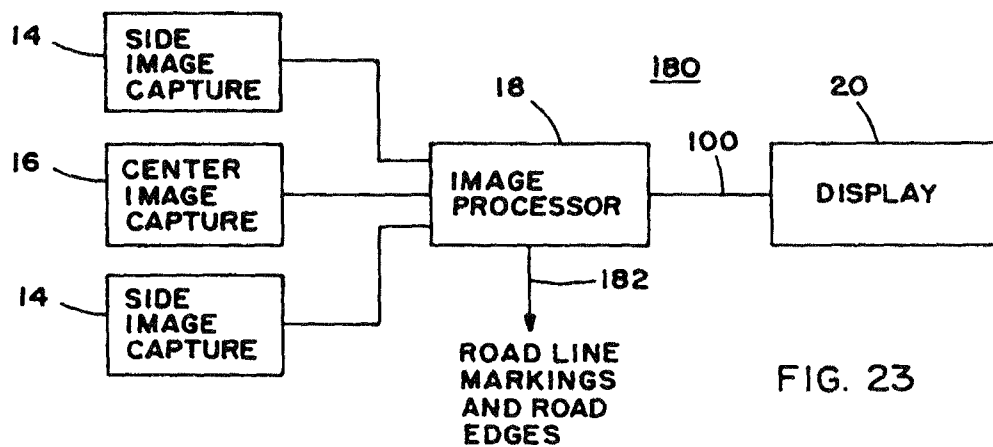 14
SIDE
IMAGE
CAPTURE
16
CENTER
IMAGE
CAPTURE
14
SIDE
IMAGE
CAPTURE
18
IMAGE
PROCESSOR
180
100
20
DISPLAY
182
ROAD LINE
MARKINGS
AND ROAD
EDGES
FIG. 23